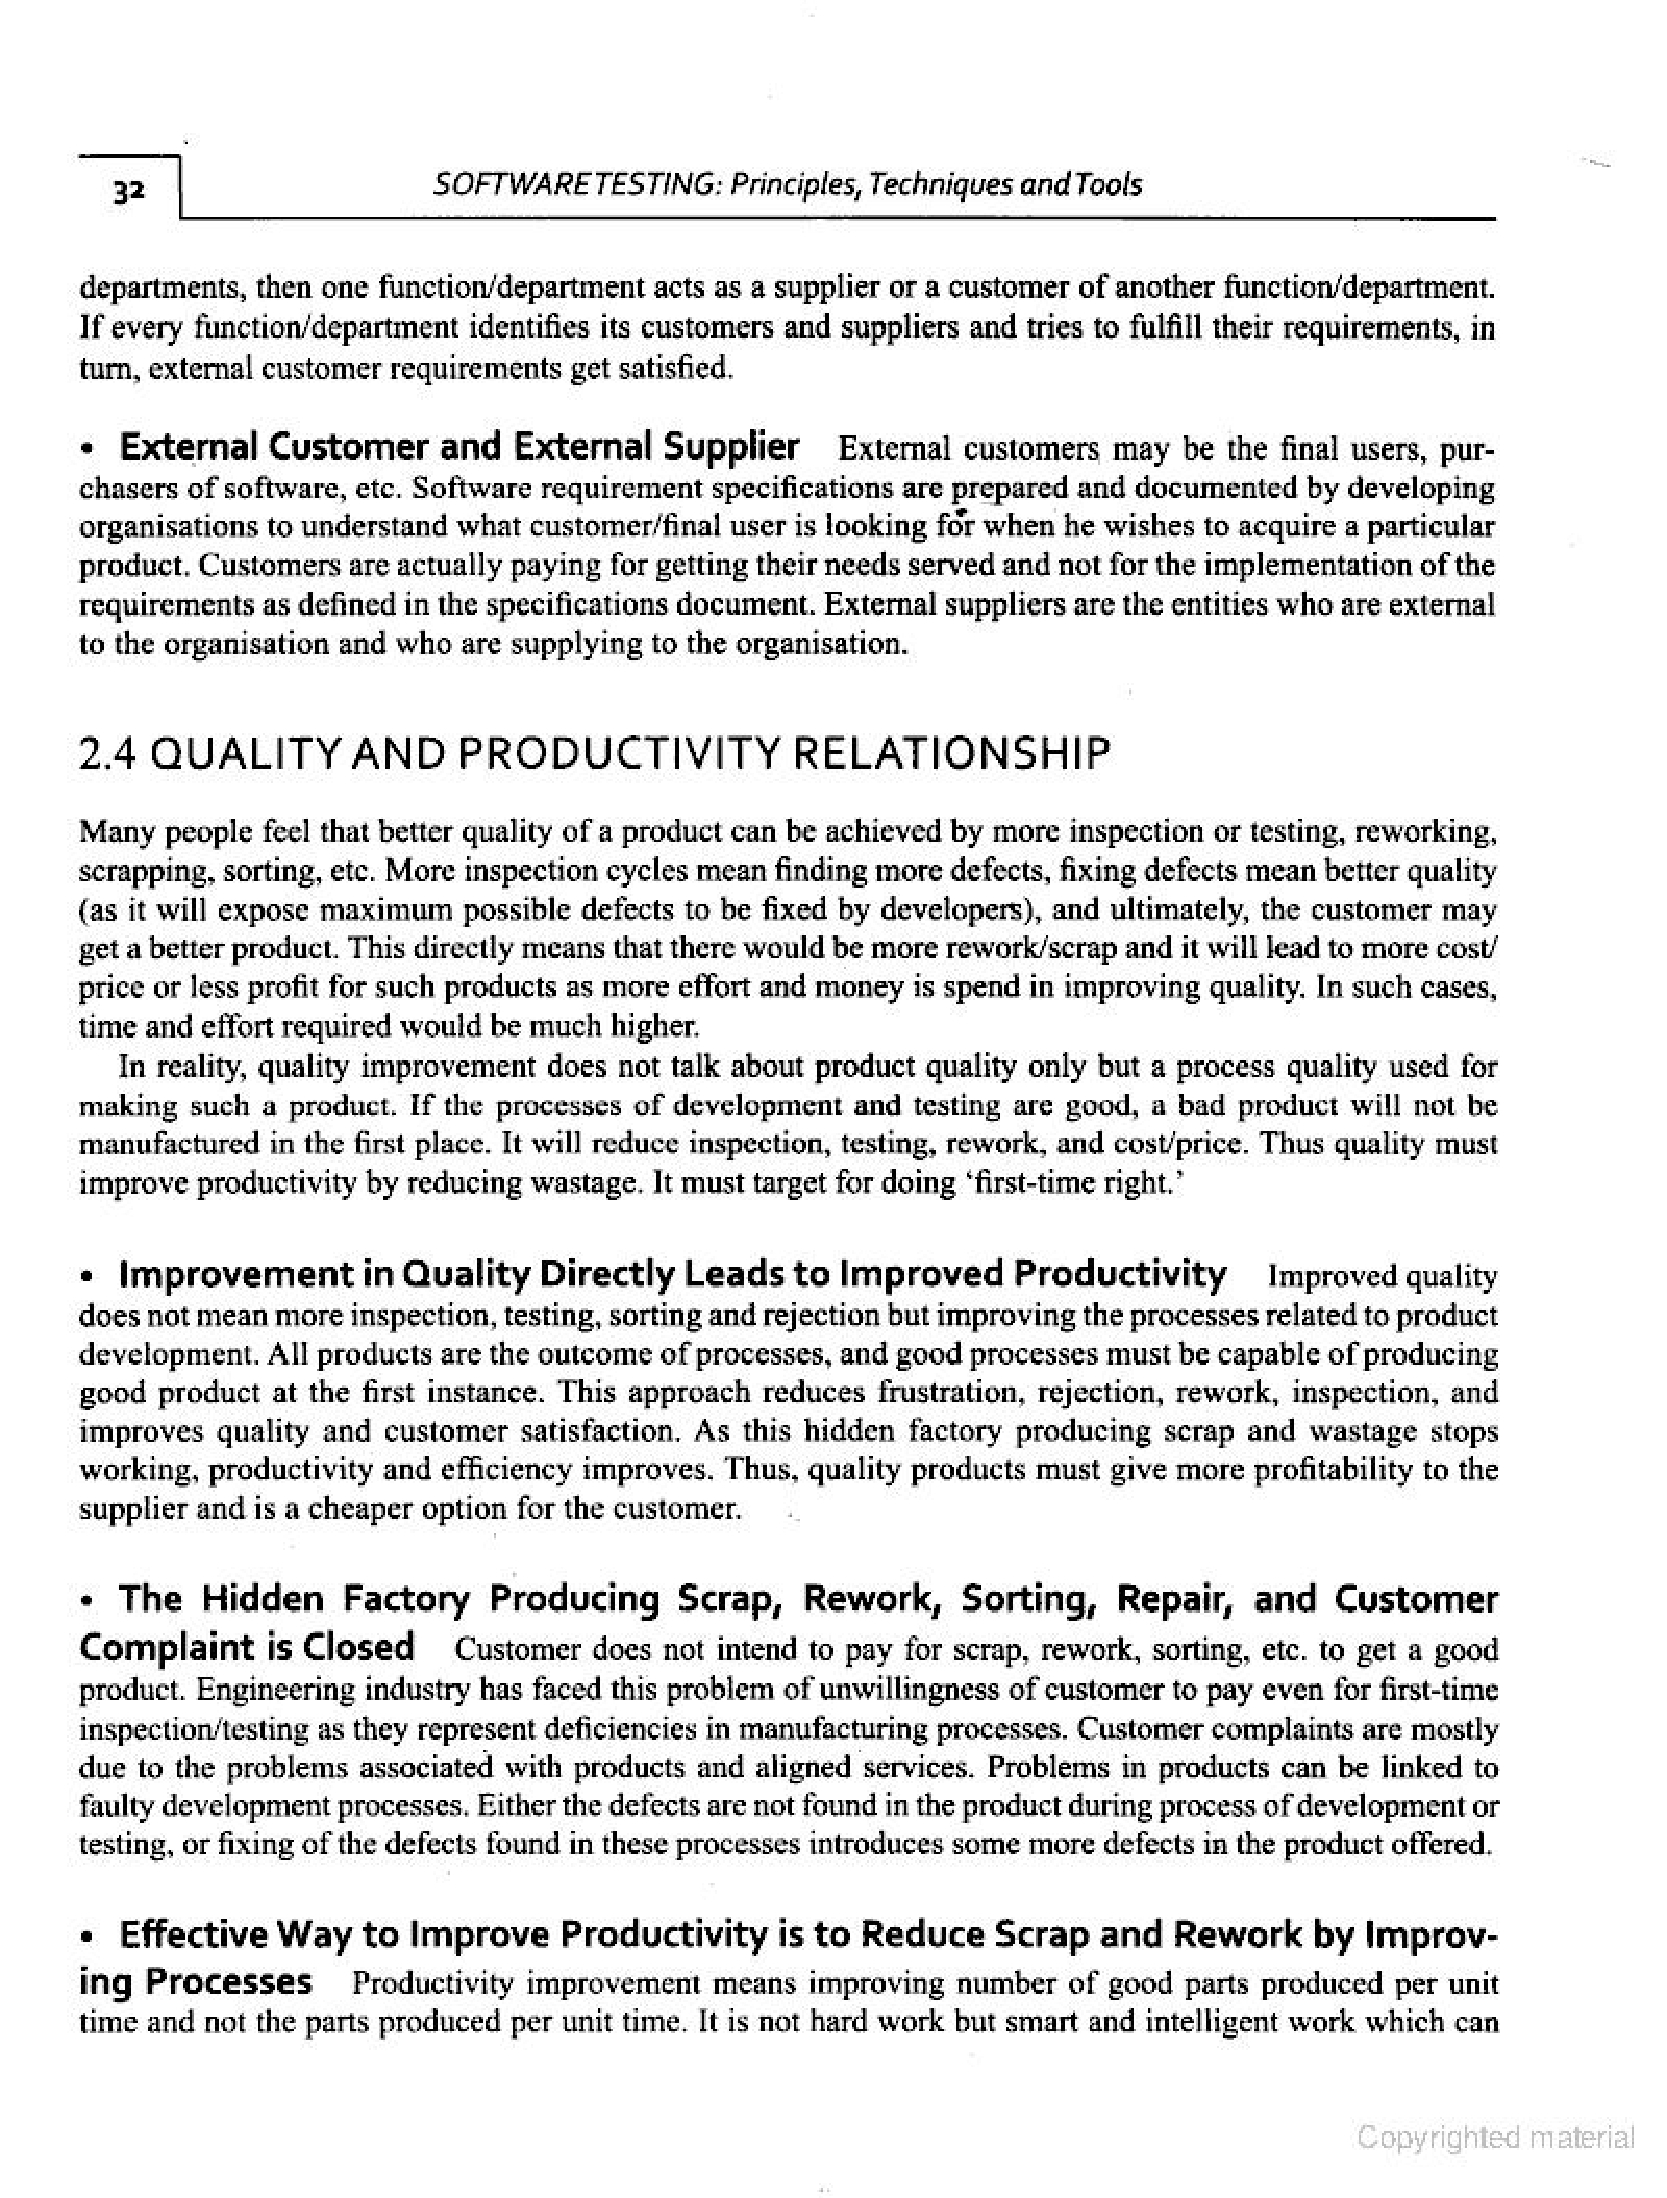 32
SOFTWARE TESTING: Principles, Techniques and Tools
departments, then one function/department acts as a supplier or a customer of another function/department.
If every function/department identifies its customers and suppliers and tries to fulfill their requirements, in
turn, external customer requirements get satisfied.
• External Customer and External Supplier External customers may be the final users, pur-
chasers of software, etc. Software requirement specifications are prepared and documented by developing
organisations to understand what customer/final user is looking for when he wishes to acquire a particular
product. Customers are actually paying for getting their needs served and not for the implementation of the
requirements as defined in the specifications document. External suppliers are the entities who are external
to the organisation and who are supplying to the organisation.
2.4 QUALITY AND PRODUCTIVITY RELATIONSHIP
Many people feel that better quality of a product can be achieved by more inspection or testing, reworking,
scrapping, sorting, etc. More inspection cycles mean finding more defects, fixing defects mean better quality
(as it will expose maximum possible defects to be fixed by developers), and ultimately, the customer may
get a better product. This directly means that there would be more rework/scrap and it will lead to more cost/
price or less profit for such products as more effort and money is spend in improving quality. In such cases,
time and effort required would be much higher.
In reality, quality improvement does not talk about product quality only but a process quality used for
making such a product. If the processes of development and testing are good, a bad product will not be
manufactured in the first place. It will reduce inspection, testing, rework, and cost/price. Thus quality must
improve productivity by reducing wastage. It must target for doing ‘first-time right.’
• Improvement in Quality Directly Leads to Improved Productivity Improved quality
does not mean more inspection, testing, sorting and rejection but improving the processes related to product
development. All products are the outcome of processes, and good processes must be capable of producing
good product at the first instance. This approach reduces frustration, rejection, rework, inspection, and
improves quality and customer satisfaction. As this hidden factory producing scrap and wastage stops
working, productivity and efficiency improves. Thus, quality products must give more profitability to the
supplier and is a cheaper option for the customer.
• The Hidden Factory Producing Scrap, Rework, Sorting, Repair, and Customer
Complaint is Closed Customer does not intend to pay for scrap, rework, sorting, etc. to get a good
product. Engineering industry has faced this problem of unwillingness of customer to pay even for first-time
inspection/testing as they represent deficiencies in manufacturing processes. Customer complaints are mostly
due to the problems associated with products and aligned services. Problems in products can be linked to
faulty development processes. Either the defects are not found in the product during process of development or
testing, or fixing of the defects found in these processes introduces some more defects in the product offered.
• Effective Way to Improve Productivity is to Reduce Scrap and Rework by Improv-
ing Processes Productivity improvement means improving number of good parts produced per unit
time and not the parts produced per unit time. It is not hard work but smart and intelligent work which can
Copyrighted material